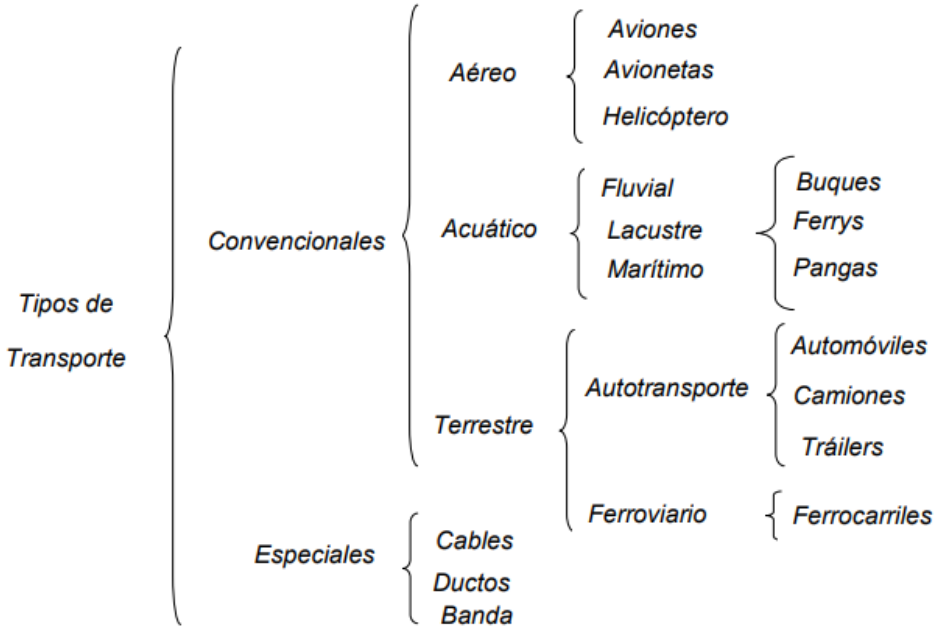 Tipos de
Transporte
Convencionales
Aéreo
Aviones
Avionetas
Helicóptero
Acuático
Fluvial
Lacustre
Marítimo
Buques
Ferrys
Pangas
Terrestre
Autotransporte
Automóviles
Camiones
Tráilers
Ferroviario
Ferrocarriles
Especiales
Cables
Ductos
Banda